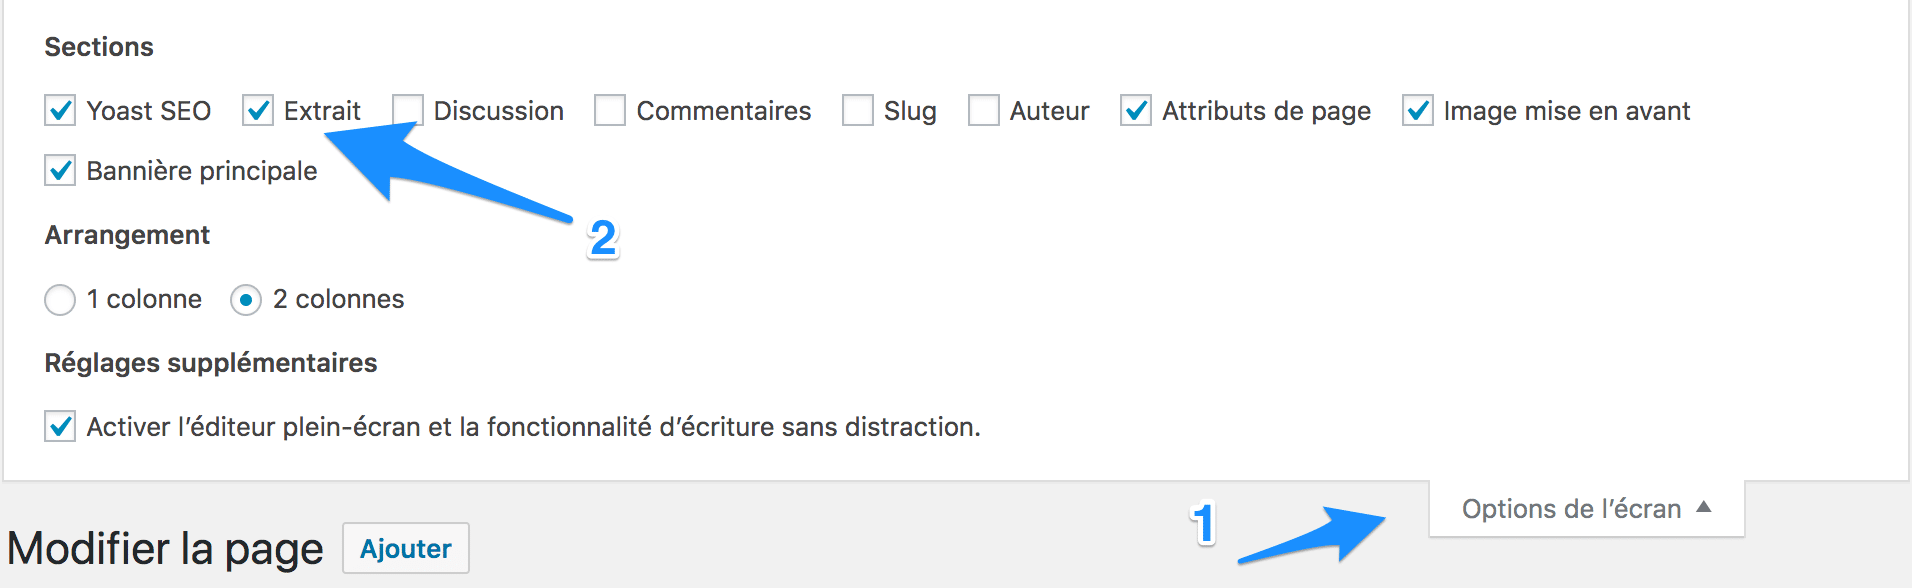 Sections
Yoast SEO Extrait Discussion Commentaires Slug Auteur Attributs de page Image mise en avant
Bannière principale
2
Arrangement
1 colonne 2 colonnes
Réglages supplémentaires
Activer l’éditeur plein-écran et la fonctionnalité d’écriture sans distraction.
1 Options de l’écran
Modifier la page Ajouter